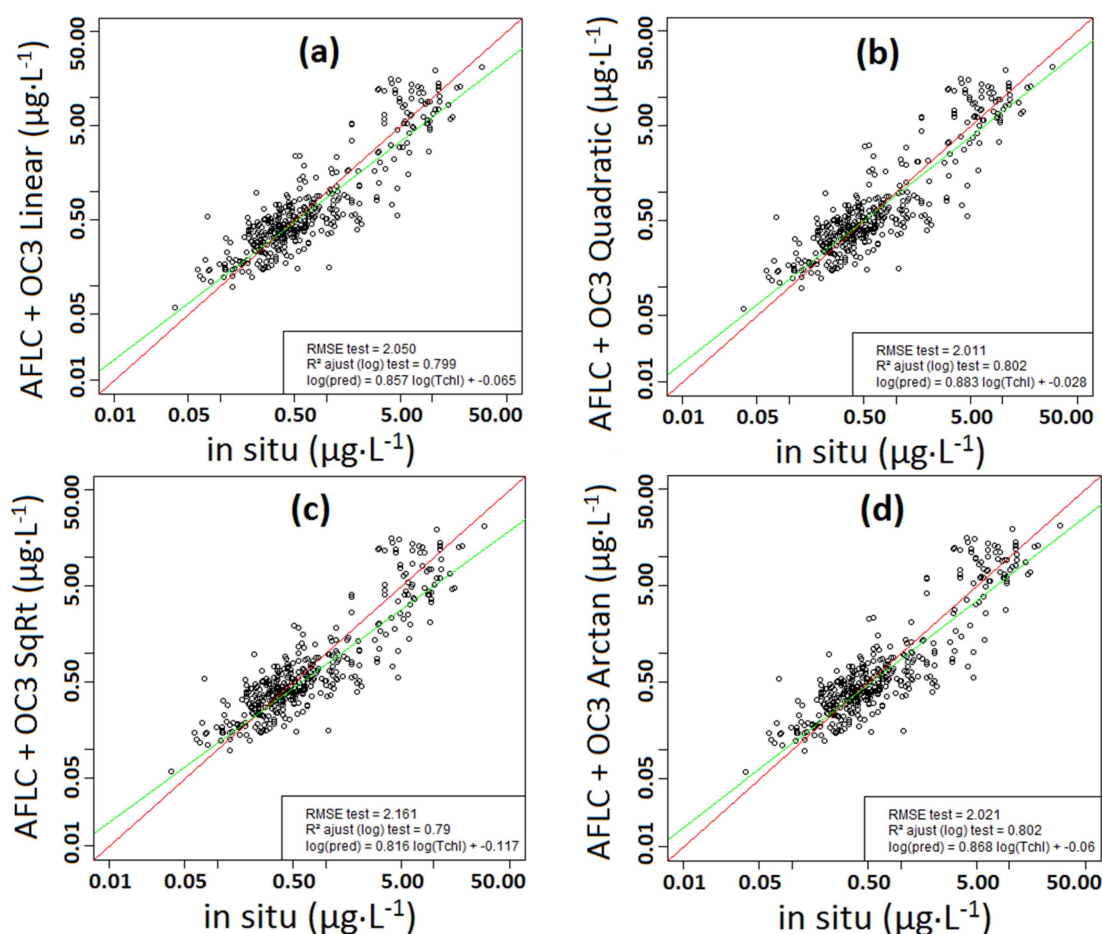 (a)
AFLC + OC3 Linear (µg·L⁻¹)
50.00
5.00
0.50
0.05
0.01
RMSE test = 2.050
R² ajust (log) test = 0.799
log(pred) = 0.857 log(Tchl) + -0.065
0.01 0.05 0.50 5.00 50.00
in situ (µg·L⁻¹)
(b)
AFLC + OC3 Quadratic (µg·L⁻¹)
50.00
5.00
0.50
0.05
0.01
RMSE test = 2.011
R² ajust (log) test = 0.802
log(pred) = 0.883 log(Tchl) + -0.028
0.01 0.05 0.50 5.00 50.00
in situ (µg·L⁻¹)
(c)
AFLC + OC3 SqRt (µg·L⁻¹)
50.00
5.00
0.50
0.05
0.01
RMSE test = 2.161
R² ajust (log) test = 0.79
log(pred) = 0.816 log(Tchl) + -0.117
0.01 0.05 0.50 5.00 50.00
in situ (µg·L⁻¹)
(d)
AFLC + OC3 Arctan (µg·L⁻¹)
50.00
5.00
0.50
0.05
0.01
RMSE test = 2.021
R² ajust (log) test = 0.802
log(pred) = 0.868 log(Tchl) + -0.06
0.01 0.05 0.50 5.00 50.00
in situ (µg·L⁻¹)